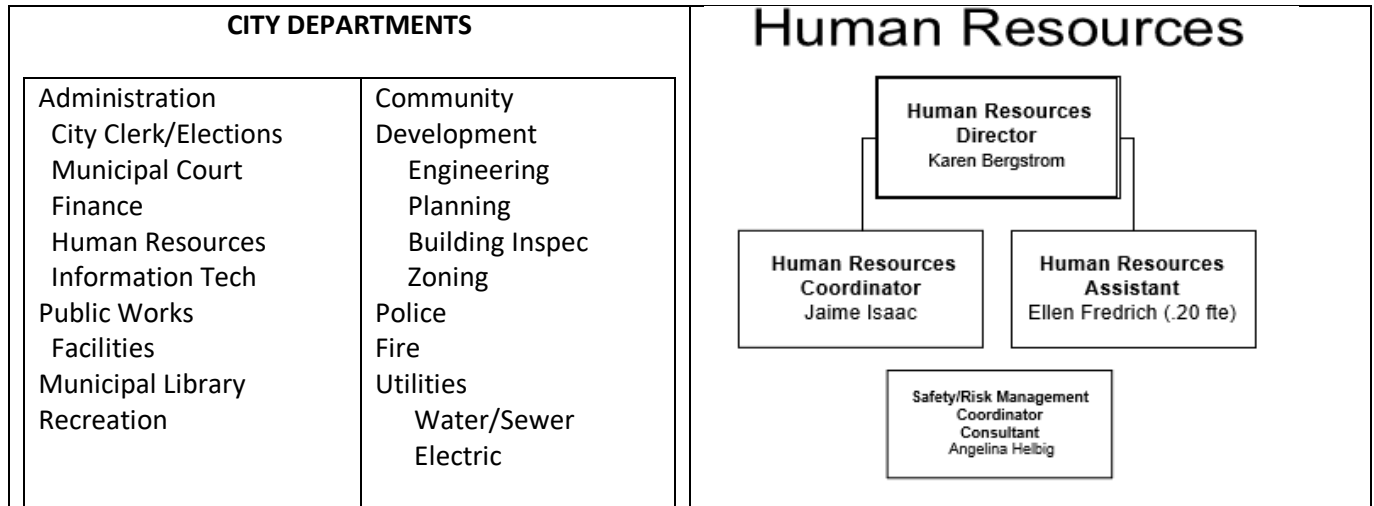 CITY DEPARTMENTS
Administration
City Clerk/Elections
Municipal Court
Finance
Human Resources
Information Tech
Public Works
Facilities
Municipal Library
Recreation
Community
Development
Engineering
Planning
Building Inspec
Zoning
Police
Fire
Utilities
Water/Sewer
Electric
Human Resources
Human Resources
Director
Karen Bergstrom
Human Resources
Coordinator
Jaime Isaac
Human Resources
Assistant
Ellen Fredrich (.20 fte)
Safety/Risk Management
Coordinator
Consultant
Angelina Helbig